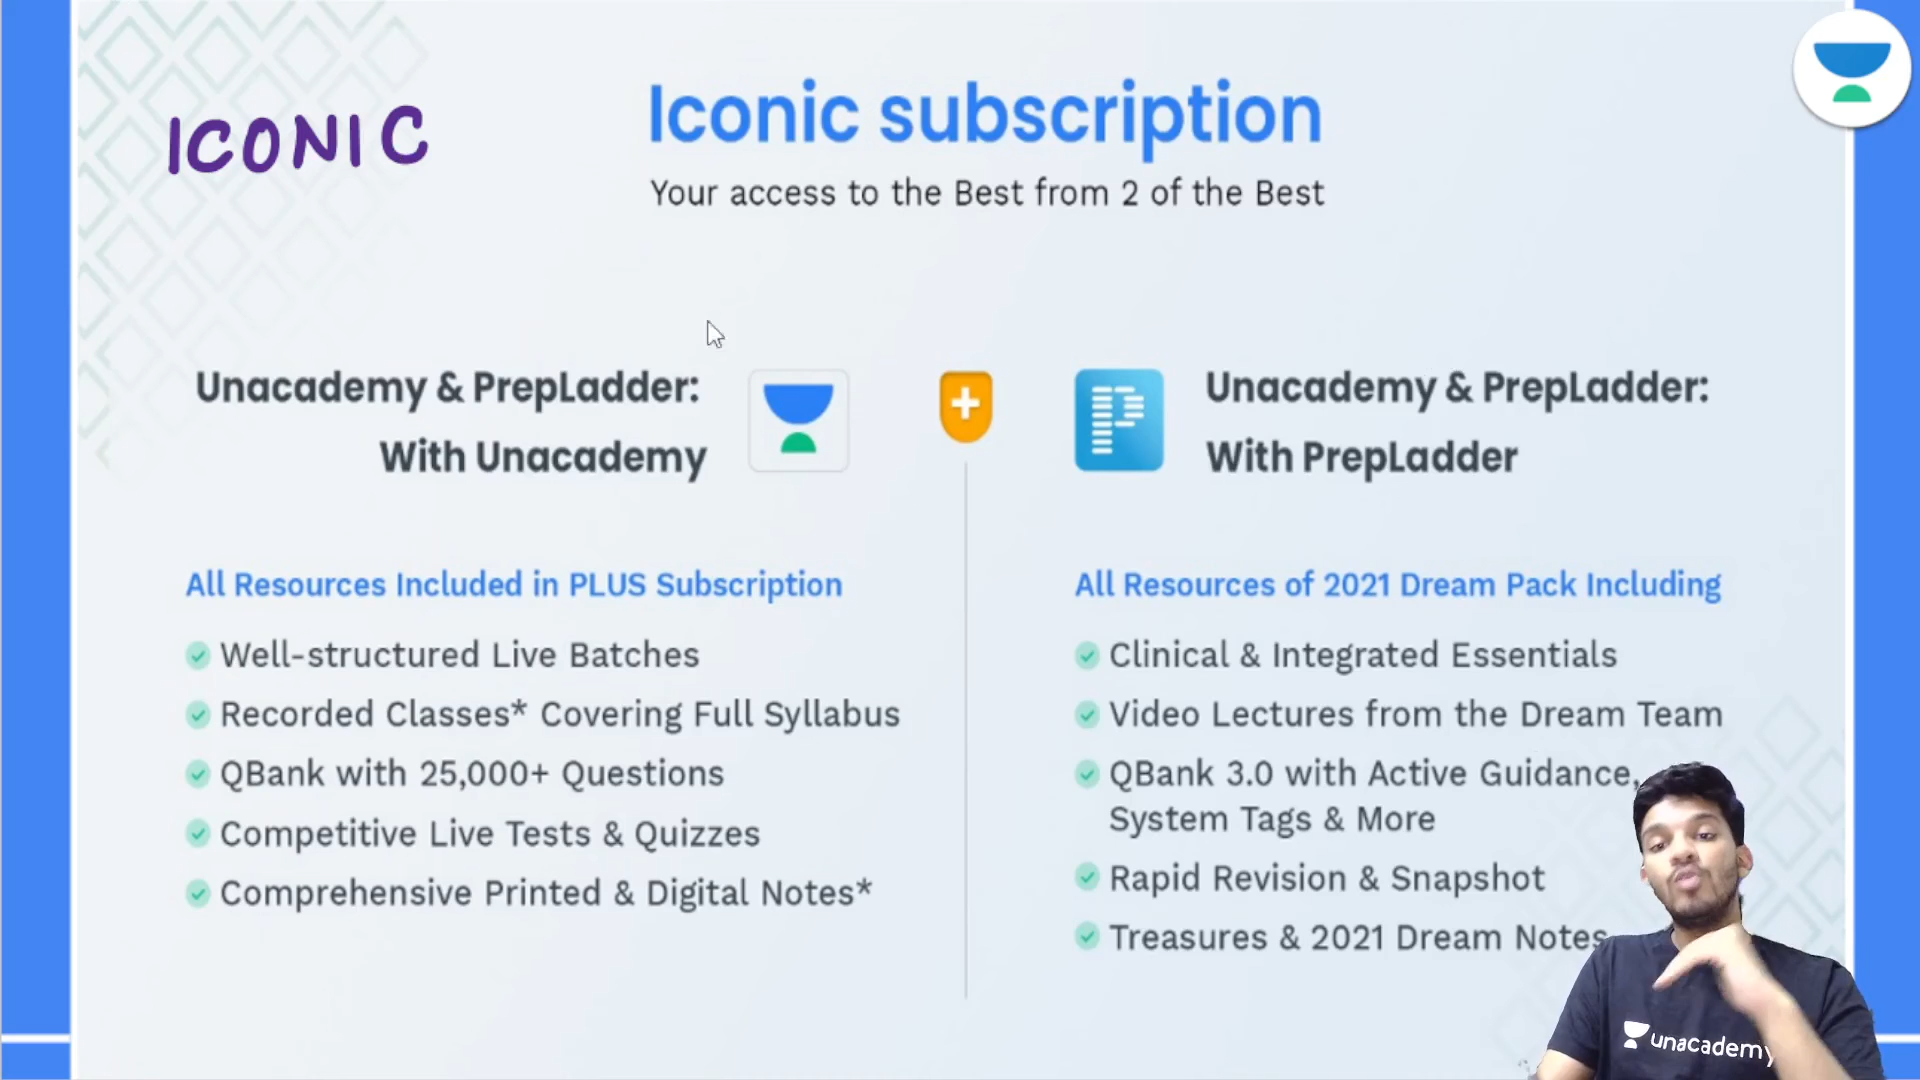 ICONIC
Iconic subscription
Your access to the Best from 2 of the Best
Unacademy & PrepLadder:
With Unacademy
Unacademy & PrepLadder:
With PrepLadder
All Resources Included in PLUS Subscription
Well-structured Live Batches
Recorded Classes* Covering Full Syllabus
QBank with 25,000+ Questions
Competitive Live Tests & Quizzes
Comprehensive Printed & Digital Notes*
All Resources of 2021 Dream Pack Including
Clinical & Integrated Essentials
Video Lectures from the Dream Team
QBank 3.0 with Active Guidance,
System Tags & More
Rapid Revision & Snapshot
Treasures & 2021 Dream Notes
unacademy